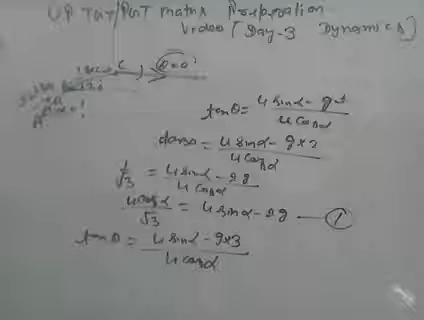 UP TGT/PGT maths Preparation
Video [Day-3 Dynamics]
tanθ = u sinα - gt / u cosα
tan30 = u sinα - g×2 / u cosα
1/√3 = u sinα - 2g / u cosα
u cosα / √3 = u sinα - 2g — ①
tanθ = u sinα - g×3 / u cosα